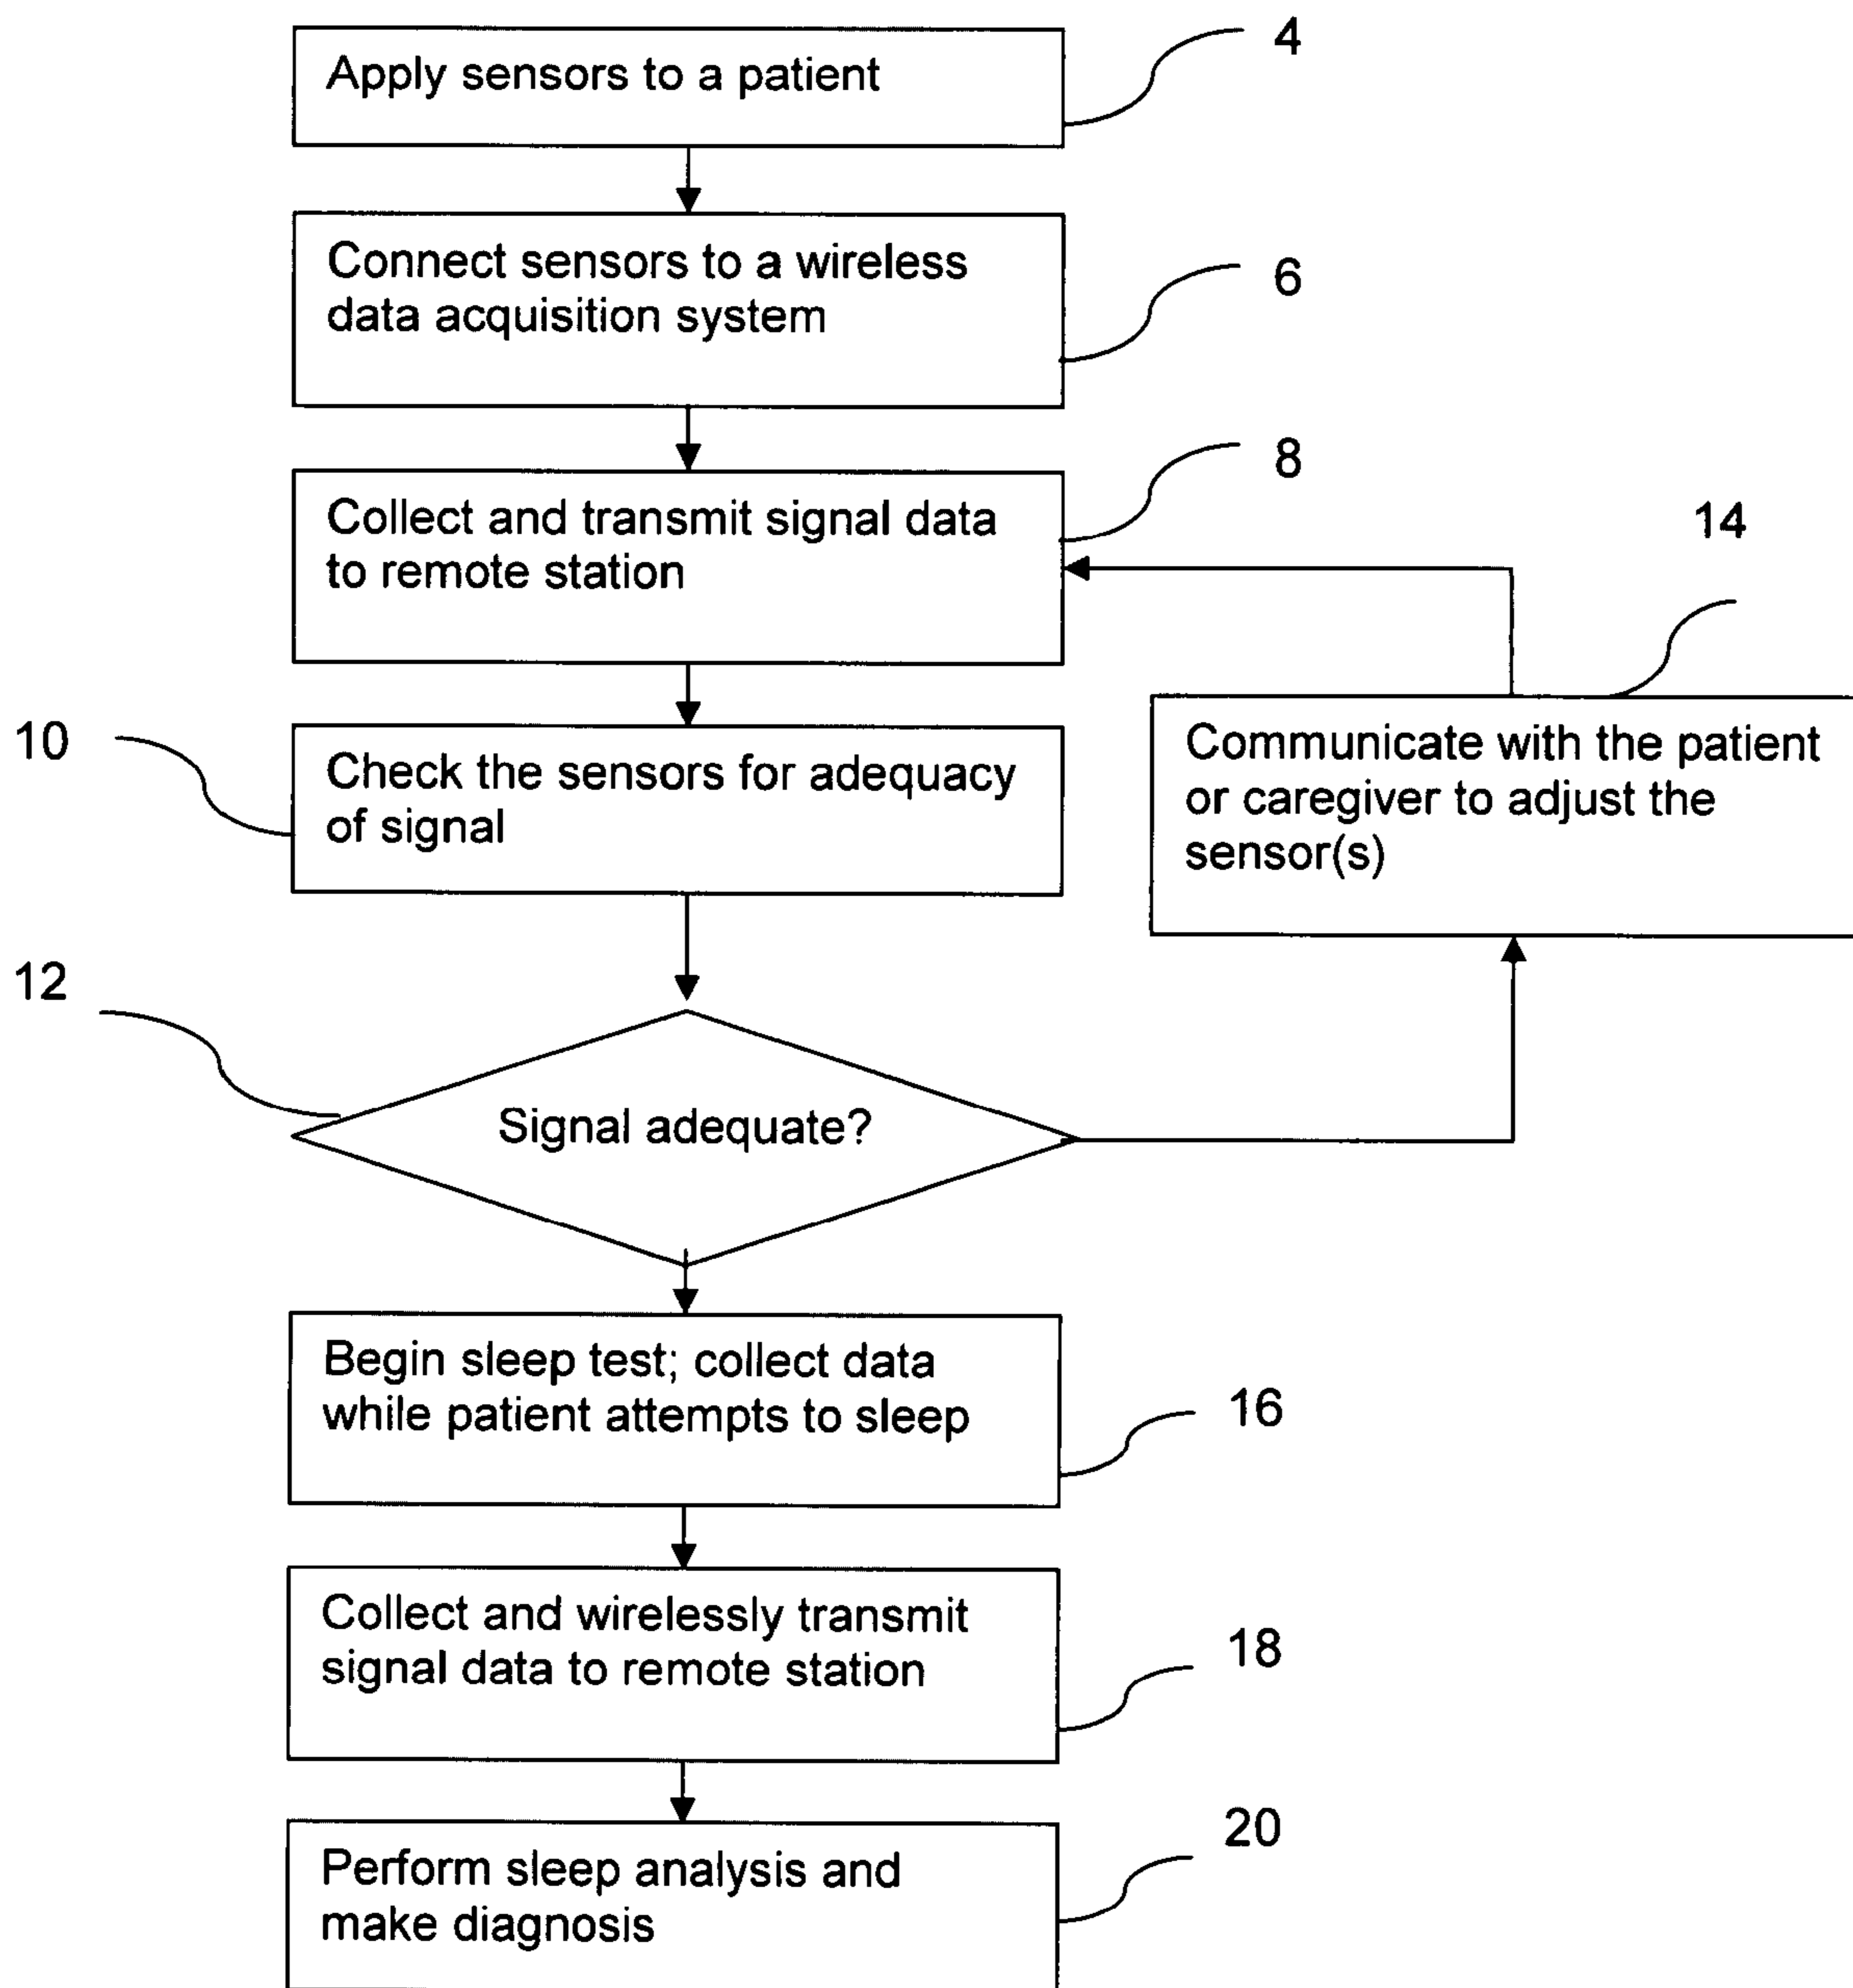 Apply sensors to a patient
4
Connect sensors to a wireless
data acquisition system
6
Collect and transmit signal data
to remote station
8
14
Communicate with the patient
or caregiver to adjust the
sensor(s)
10
Check the sensors for adequacy
of signal
12
Signal adequate?
Begin sleep test; collect data
while patient attempts to sleep
16
Collect and wirelessly transmit
signal data to remote station
18
Perform sleep analysis and
make diagnosis
20